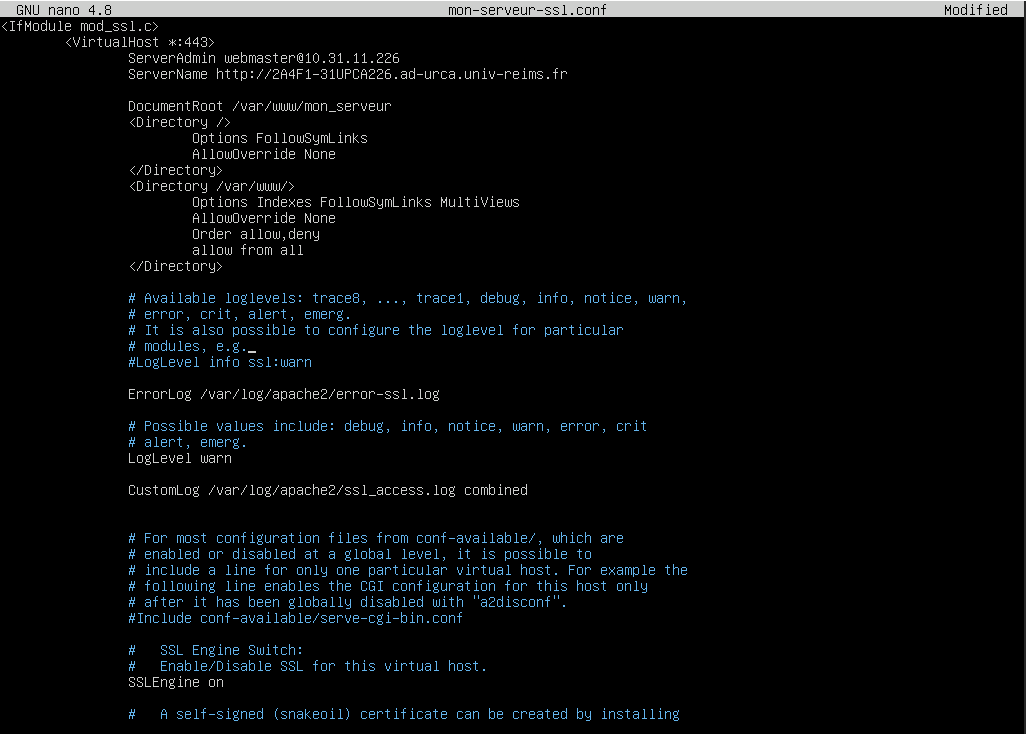 GNU nano 4.8 mon-serveur-ssl.conf Modified
<IfModule mod_ssl.c>
<VirtualHost *:443>
ServerAdmin webmaster@10.31.11.226
ServerName http://2A4F1-31UPCA226.ad-urca.univ-reims.fr
DocumentRoot /var/www/mon_serveur
<Directory />
Options FollowSymLinks
AllowOverride None
</Directory>
<Directory /var/www/>
Options Indexes FollowSymLinks MultiViews
AllowOverride None
Order allow,deny
allow from all
</Directory>
# Available loglevels: trace8, ..., trace1, debug, info, notice, warn,
# error, crit, alert, emerg.
# It is also possible to configure the loglevel for particular
# modules, e.g.
#LogLevel info ssl:warn
ErrorLog /var/log/apache2/error-ssl.log
# Possible values include: debug, info, notice, warn, error, crit
# alert, emerg.
LogLevel warn
CustomLog /var/log/apache2/ssl_access.log combined
# For most configuration files from conf-available/, which are
# enabled or disabled at a global level, it is possible to
# include a line for only one particular virtual host. For example the
# following line enables the CGI configuration for this host only
# after it has been globally disabled with "a2disconf".
#Include conf-available/serve-cgi-bin.conf
#   SSL Engine Switch:
#   Enable/Disable SSL for this virtual host.
SSLEngine on
#   A self-signed (snakeoil) certificate can be created by installing